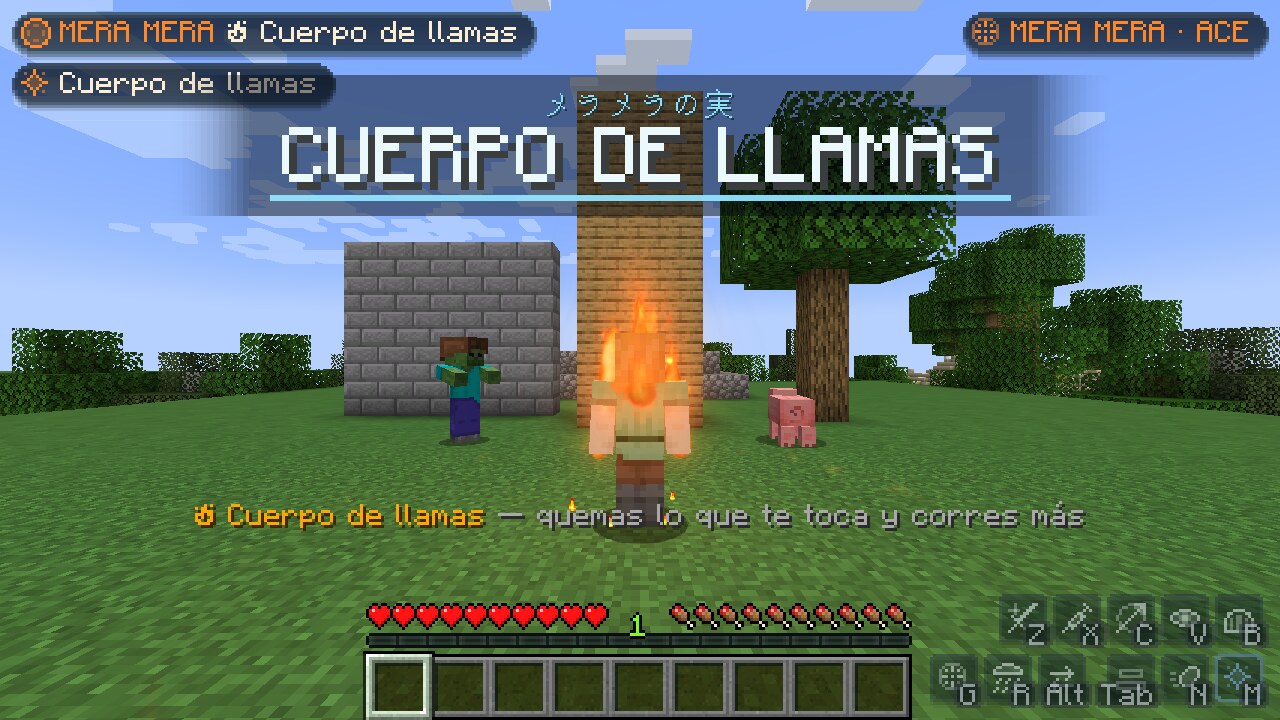 MERA MERA Cuerpo de llamas
MERA MERA · ACE
Cuerpo de llamas
メラメラの実
CUERPO DE LLAMAS
Cuerpo de llamas — quemas lo que te toca y corres más
1
Z X C V B
G R Alt Tab N M